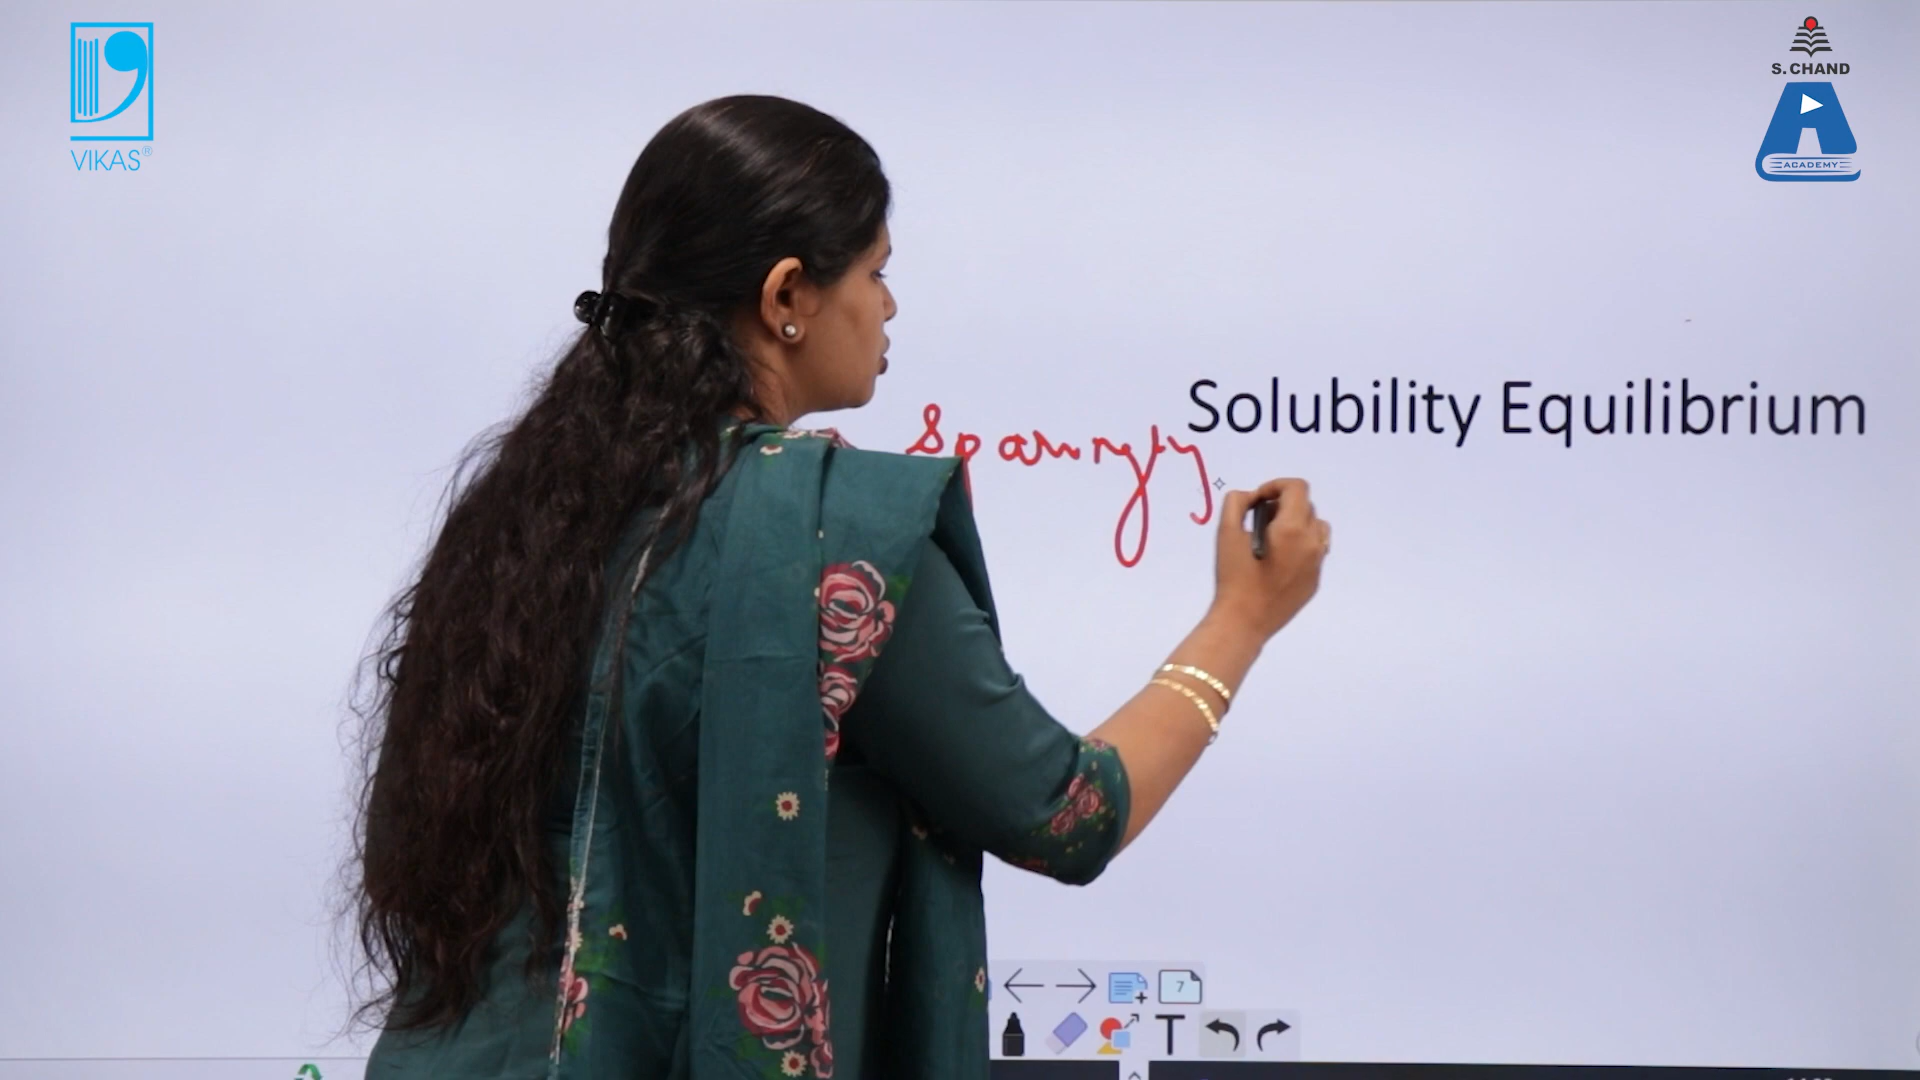 VIKAS®
S. CHAND
ACADEMY
Solubility Equilibrium
Sparingly
7
T